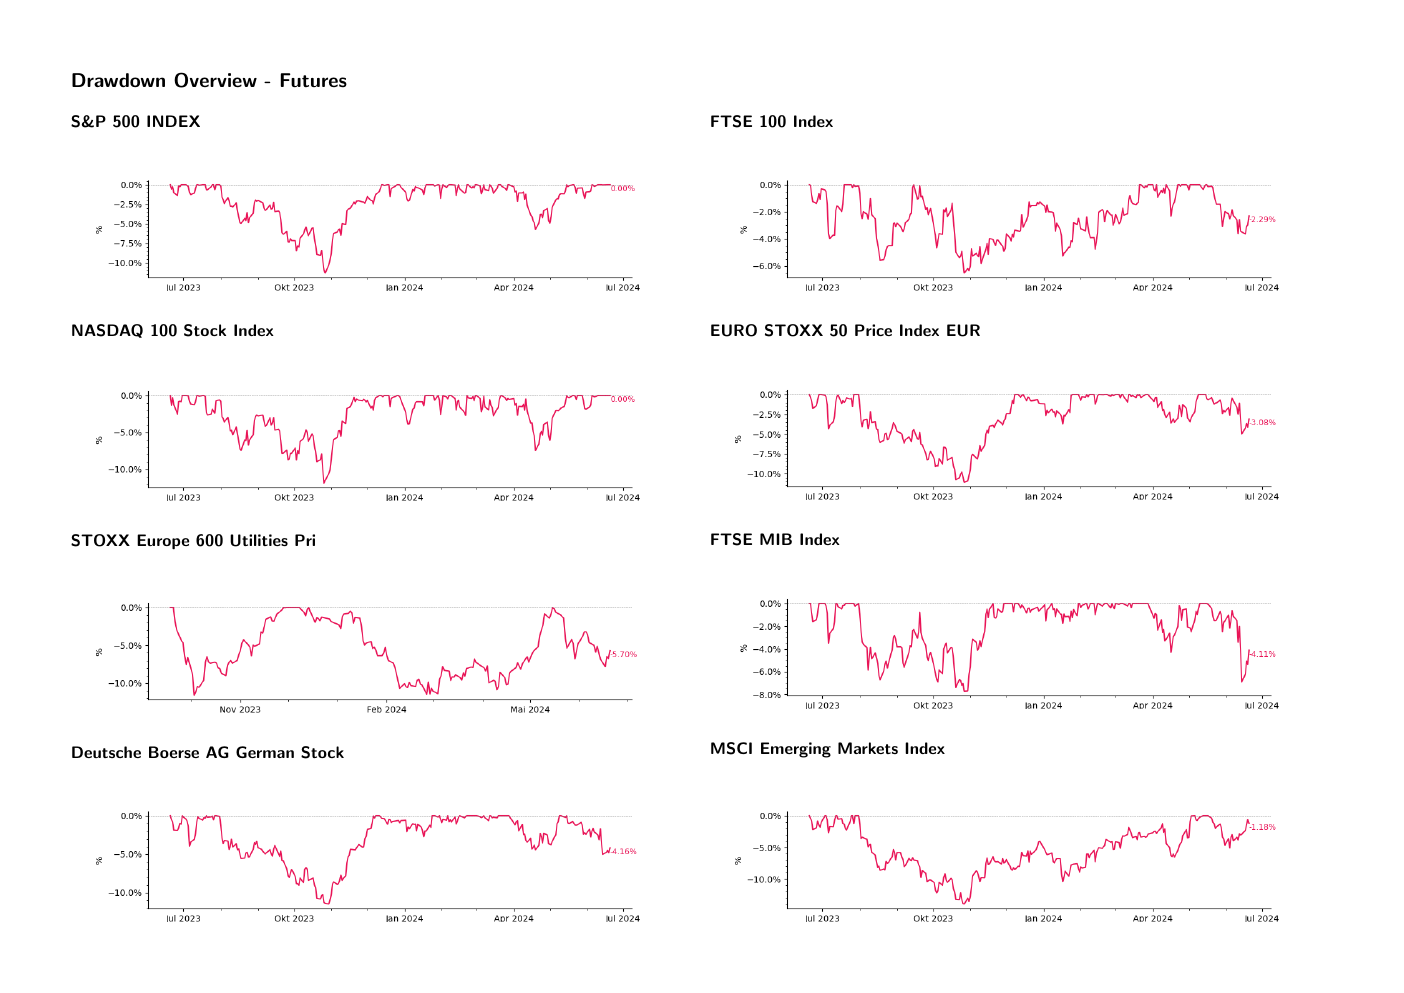 Drawdown Overview - Futures
S&P 500 INDEX
0.0%
−2.5%
−5.0%
−7.5%
−10.0%
%
0.00%
Jul 2023
Okt 2023
Jan 2024
Apr 2024
Jul 2024
FTSE 100 Index
0.0%
−2.0%
−4.0%
−6.0%
%
-2.29%
Jul 2023
Okt 2023
Jan 2024
Apr 2024
Jul 2024
NASDAQ 100 Stock Index
0.0%
−5.0%
−10.0%
%
0.00%
Jul 2023
Okt 2023
Jan 2024
Apr 2024
Jul 2024
EURO STOXX 50 Price Index EUR
0.0%
−2.5%
−5.0%
−7.5%
−10.0%
%
-3.08%
Jul 2023
Okt 2023
Jan 2024
Apr 2024
Jul 2024
STOXX Europe 600 Utilities Pri
0.0%
−5.0%
−10.0%
%
-5.70%
Nov 2023
Feb 2024
Mai 2024
FTSE MIB Index
0.0%
−2.0%
−4.0%
−6.0%
−8.0%
%
-4.11%
Jul 2023
Okt 2023
Jan 2024
Apr 2024
Jul 2024
Deutsche Boerse AG German Stock
0.0%
−5.0%
−10.0%
%
-4.16%
Jul 2023
Okt 2023
Jan 2024
Apr 2024
Jul 2024
MSCI Emerging Markets Index
0.0%
−5.0%
−10.0%
%
-1.18%
Jul 2023
Okt 2023
Jan 2024
Apr 2024
Jul 2024